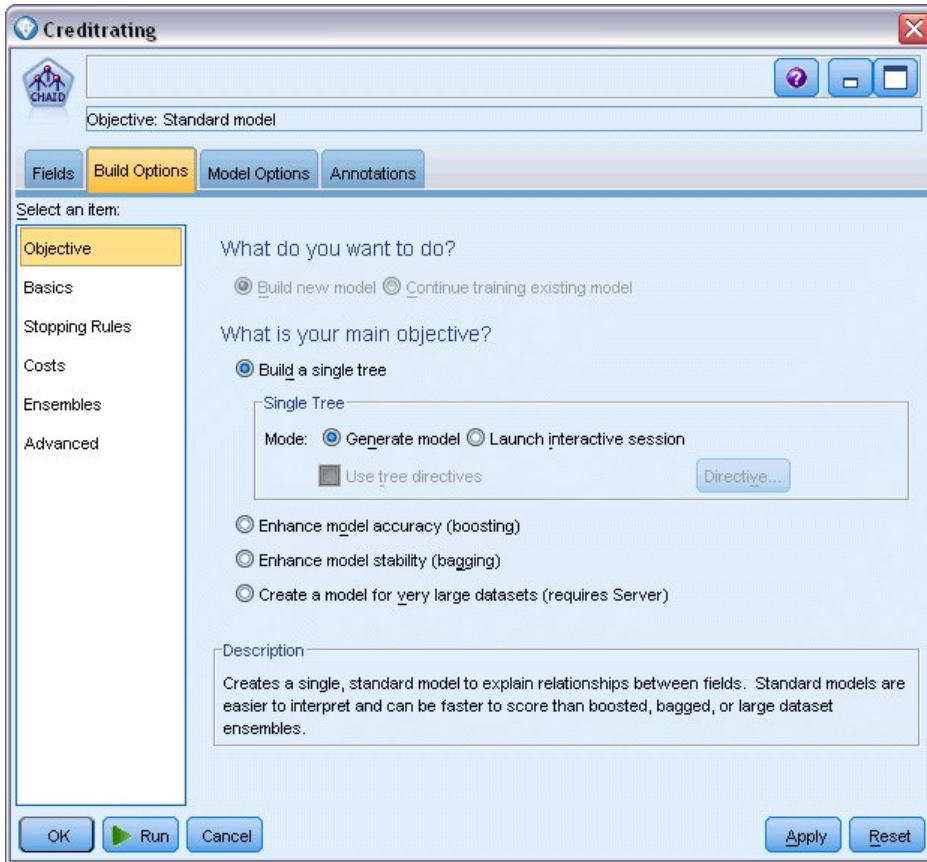 Creditrating
CHAID
Objective: Standard model
Fields Build Options Model Options Annotations
Select an item:
Objective
Basics
Stopping Rules
Costs
Ensembles
Advanced
What do you want to do?
Build new model Continue training existing model
What is your main objective?
Build a single tree
Single Tree
Mode: Generate model Launch interactive session
Use tree directives Directive...
Enhance model accuracy (boosting)
Enhance model stability (bagging)
Create a model for very large datasets (requires Server)
Description
Creates a single, standard model to explain relationships between fields. Standard models are
easier to interpret and can be faster to score than boosted, bagged, or large dataset
ensembles.
OK Run Cancel Apply Reset